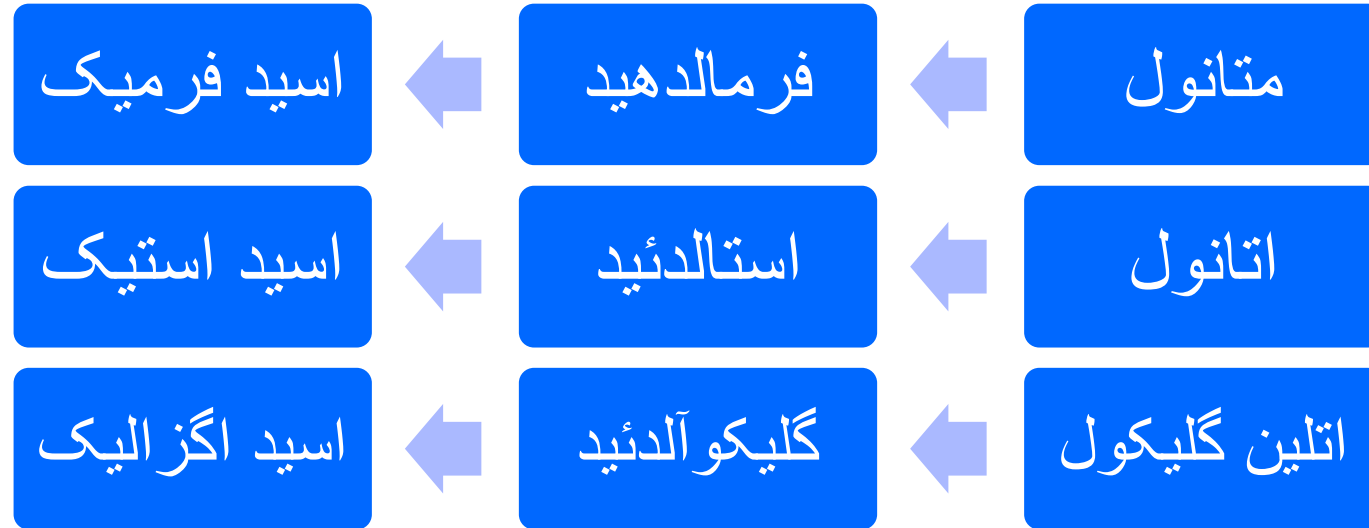 متانول
فرمالدهید
اسید فرمیک
اتانول
استالدئید
اسید استیک
اتلین گلیکول
گلیکوآلدئید
اسید اگزالیک